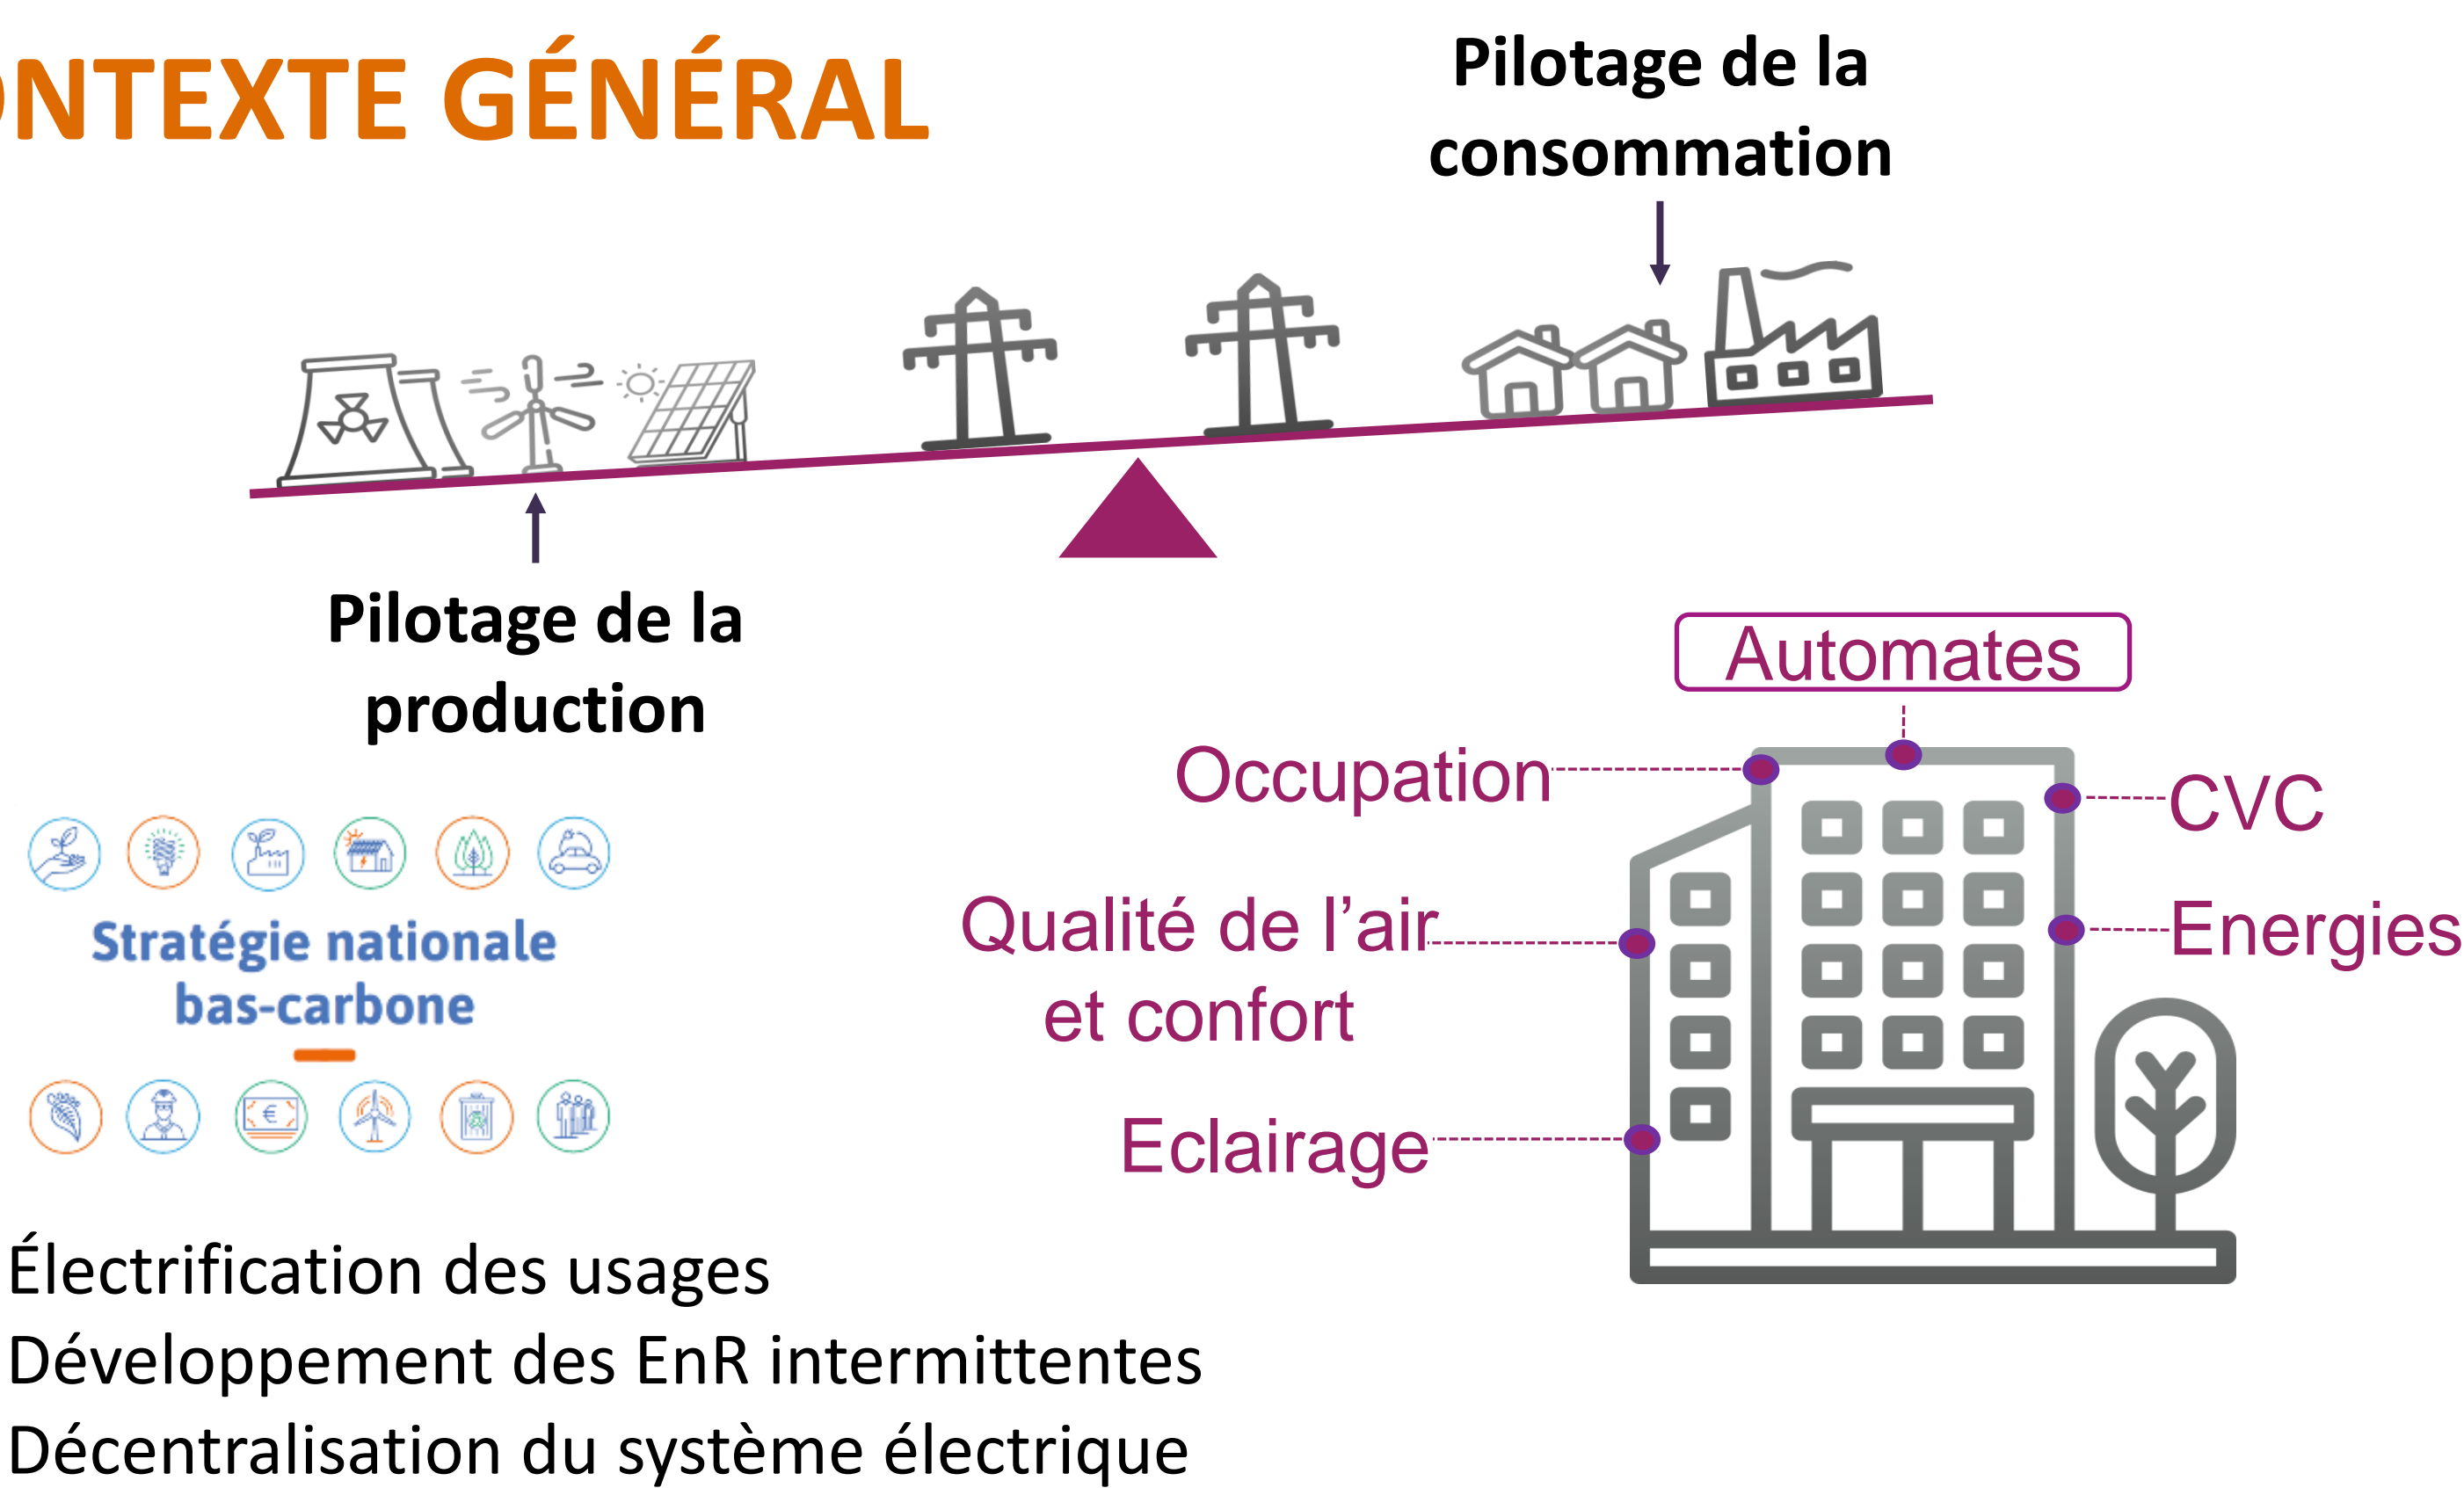 ONTEXTE GÉNÉRAL
Pilotage de la
consommation
Pilotage de la
production
Automates
Occupation
CVC
Qualité de l'air
et confort
Energies
Eclairage
Stratégie nationale
bas-carbone
Électrification des usages
Développement des EnR intermittentes
Décentralisation du système électrique